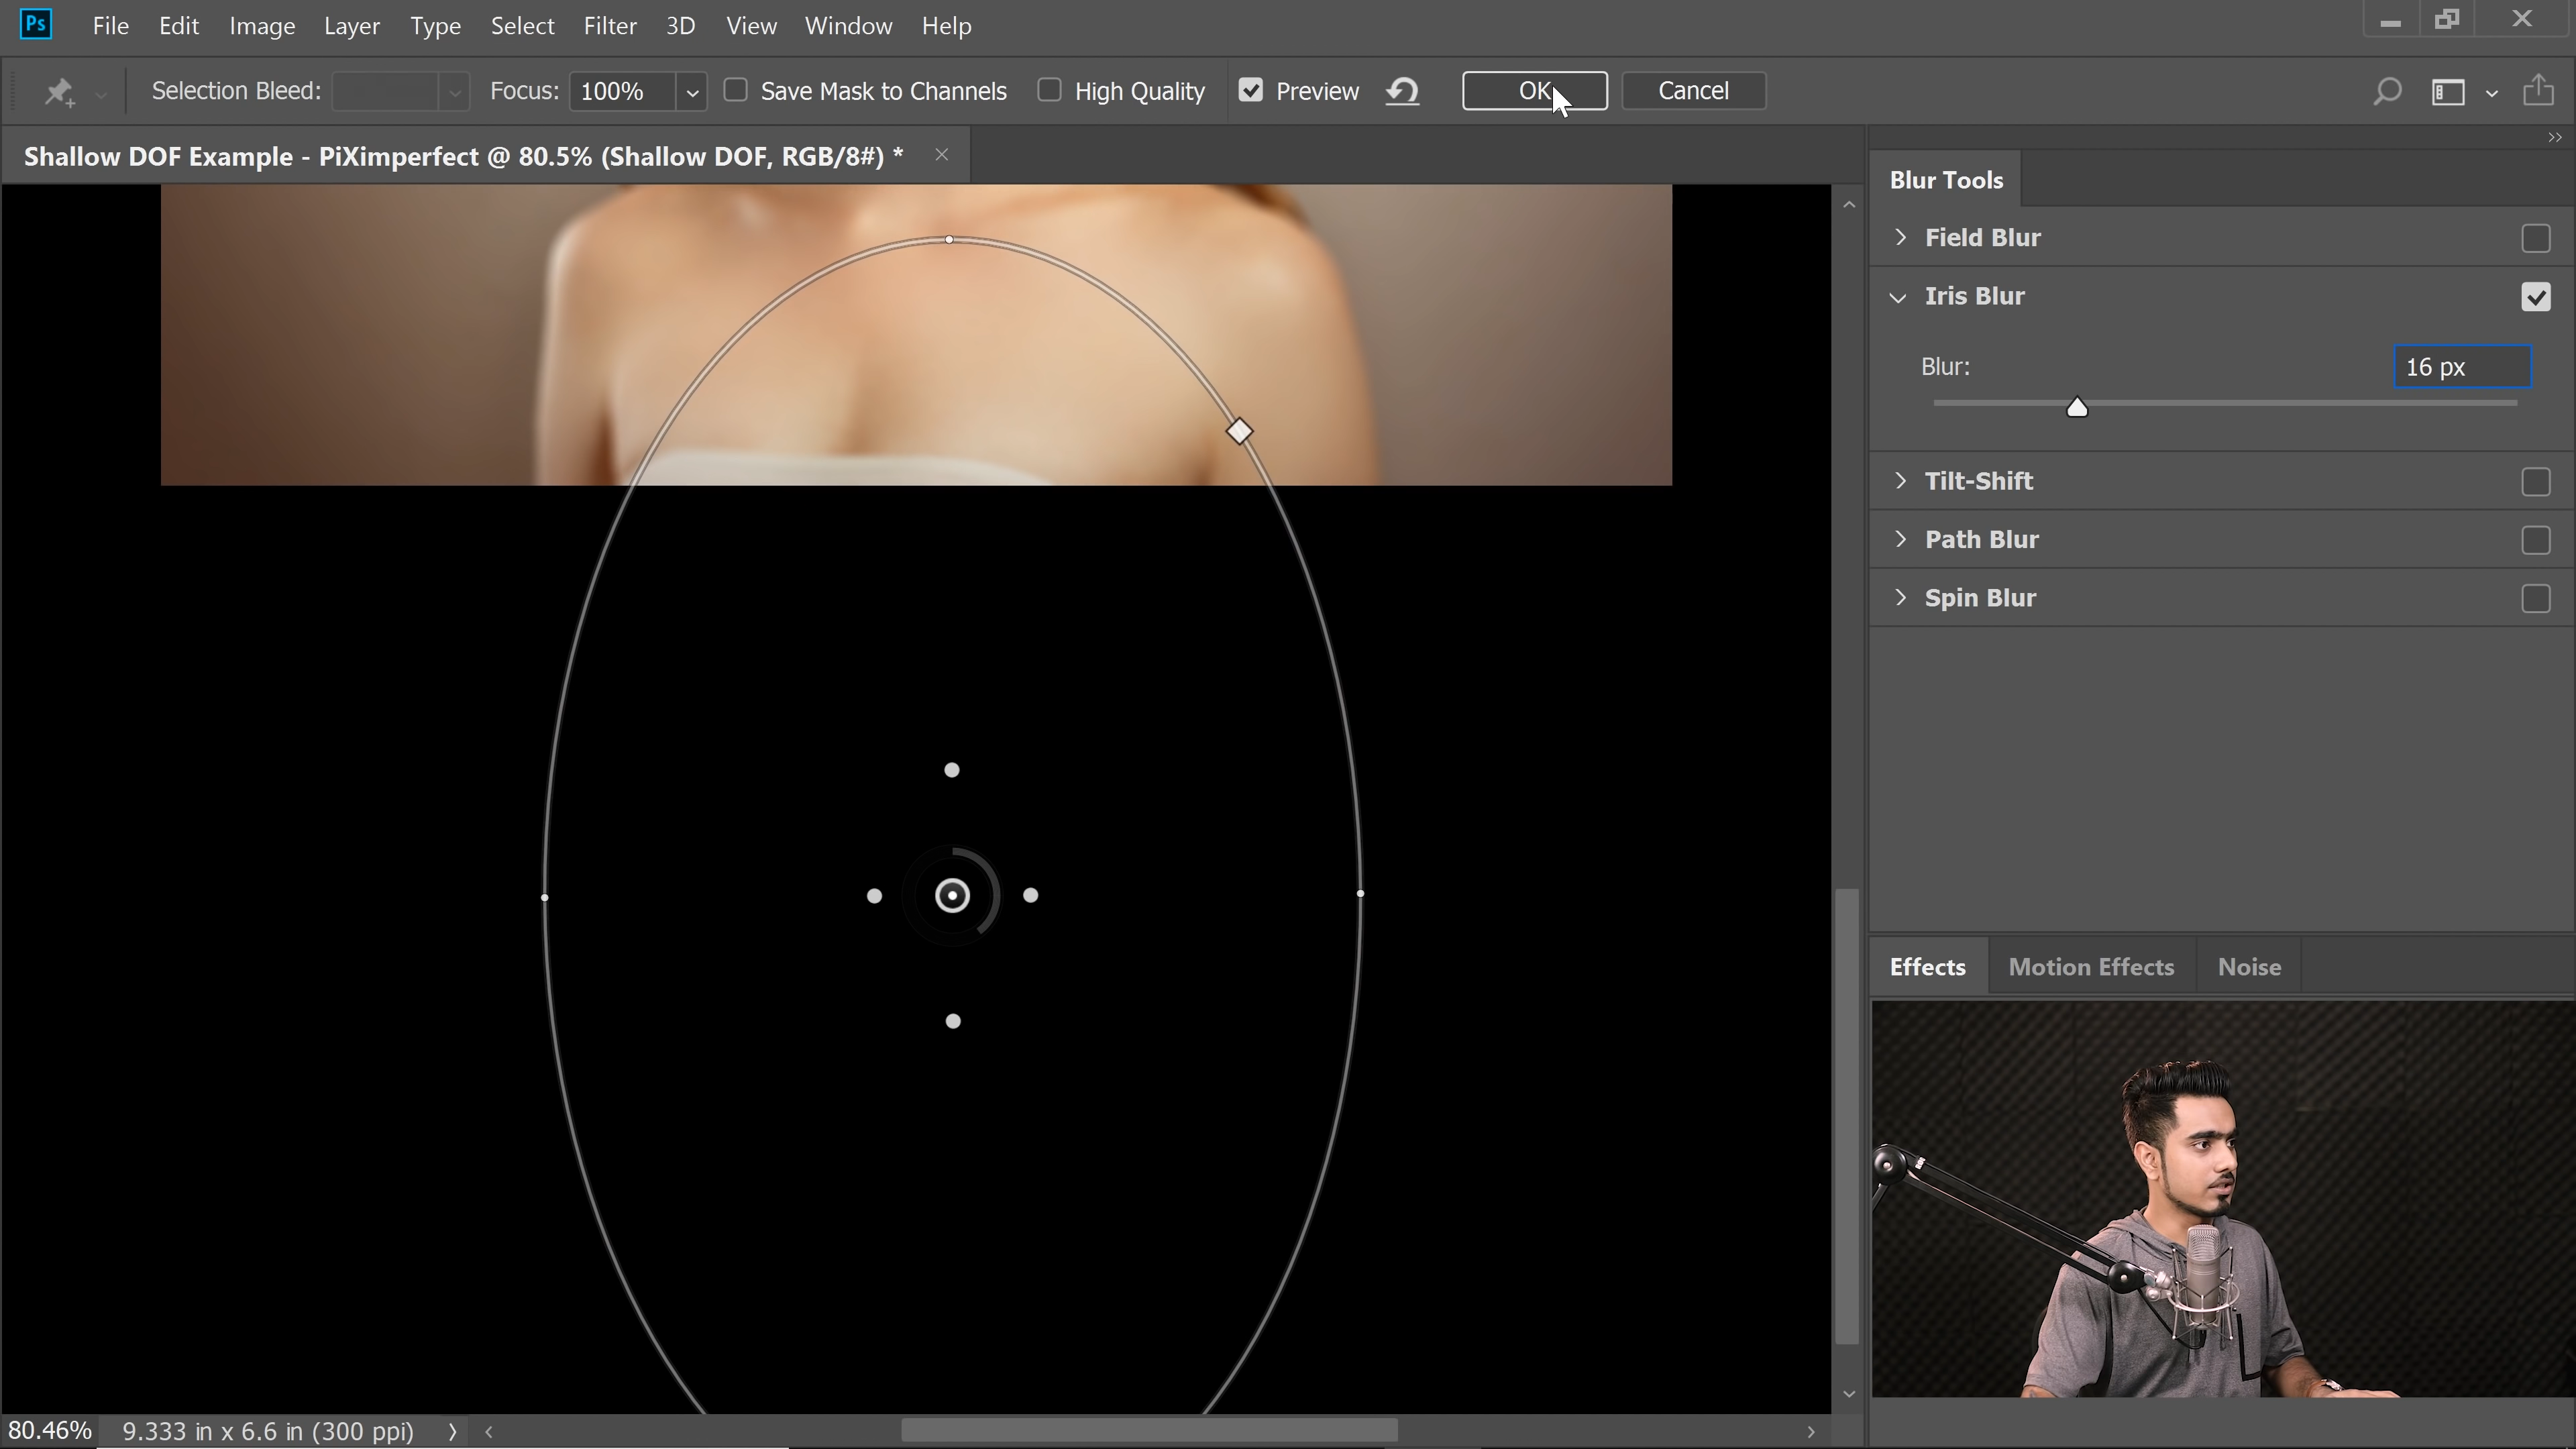 Ps File Edit Image Layer Type Select Filter 3D View Window Help
Selection Bleed: Focus: 100% Save Mask to Channels High Quality Preview OK Cancel
Shallow DOF Example - PiXimperfect @ 80.5% (Shallow DOF, RGB/8#) *
Blur Tools
Field Blur
Iris Blur
Blur: 16 px
Tilt-Shift
Path Blur
Spin Blur
Effects Motion Effects Noise
80.46% 9.333 in x 6.6 in (300 ppi)